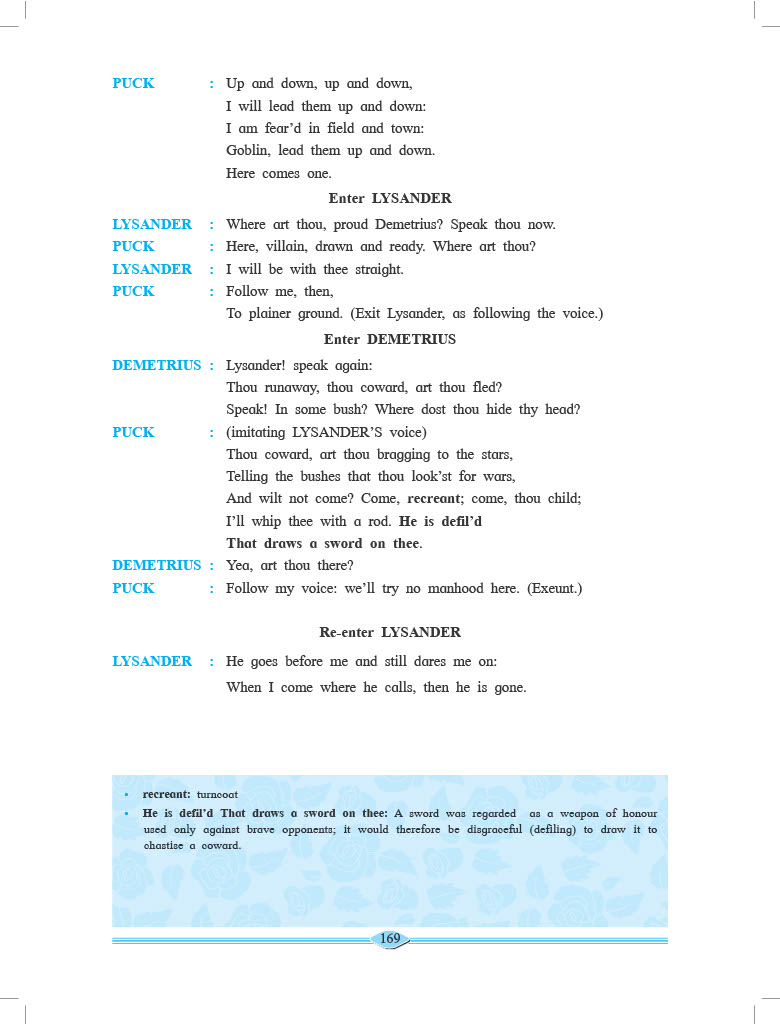 PUCK : Up and down, up and down,
I will lead them up and down:
I am fear’d in field and town:
Goblin, lead them up and down.
Here comes one.
Enter LYSANDER
LYSANDER : Where art thou, proud Demetrius? Speak thou now.
PUCK : Here, villain, drawn and ready. Where art thou?
LYSANDER : I will be with thee straight.
PUCK : Follow me, then,
To plainer ground. (Exit Lysander, as following the voice.)
Enter DEMETRIUS
DEMETRIUS : Lysander! speak again:
Thou runaway, thou coward, art thou fled?
Speak! In some bush? Where dost thou hide thy head?
PUCK : (imitating LYSANDER’S voice)
Thou coward, art thou bragging to the stars,
Telling the bushes that thou look’st for wars,
And wilt not come? Come, recreant; come, thou child;
I’ll whip thee with a rod. He is defil’d
That draws a sword on thee.
DEMETRIUS : Yea, art thou there?
PUCK : Follow my voice: we’ll try no manhood here. (Exeunt.)
Re-enter LYSANDER
LYSANDER : He goes before me and still dares me on:
When I come where he calls, then he is gone.
• recreant: turncoat
• He is defil’d That draws a sword on thee: A sword was regarded as a weapon of honour
used only against brave opponents; it would therefore be disgraceful (defiling) to draw it to
chastise a coward.
169